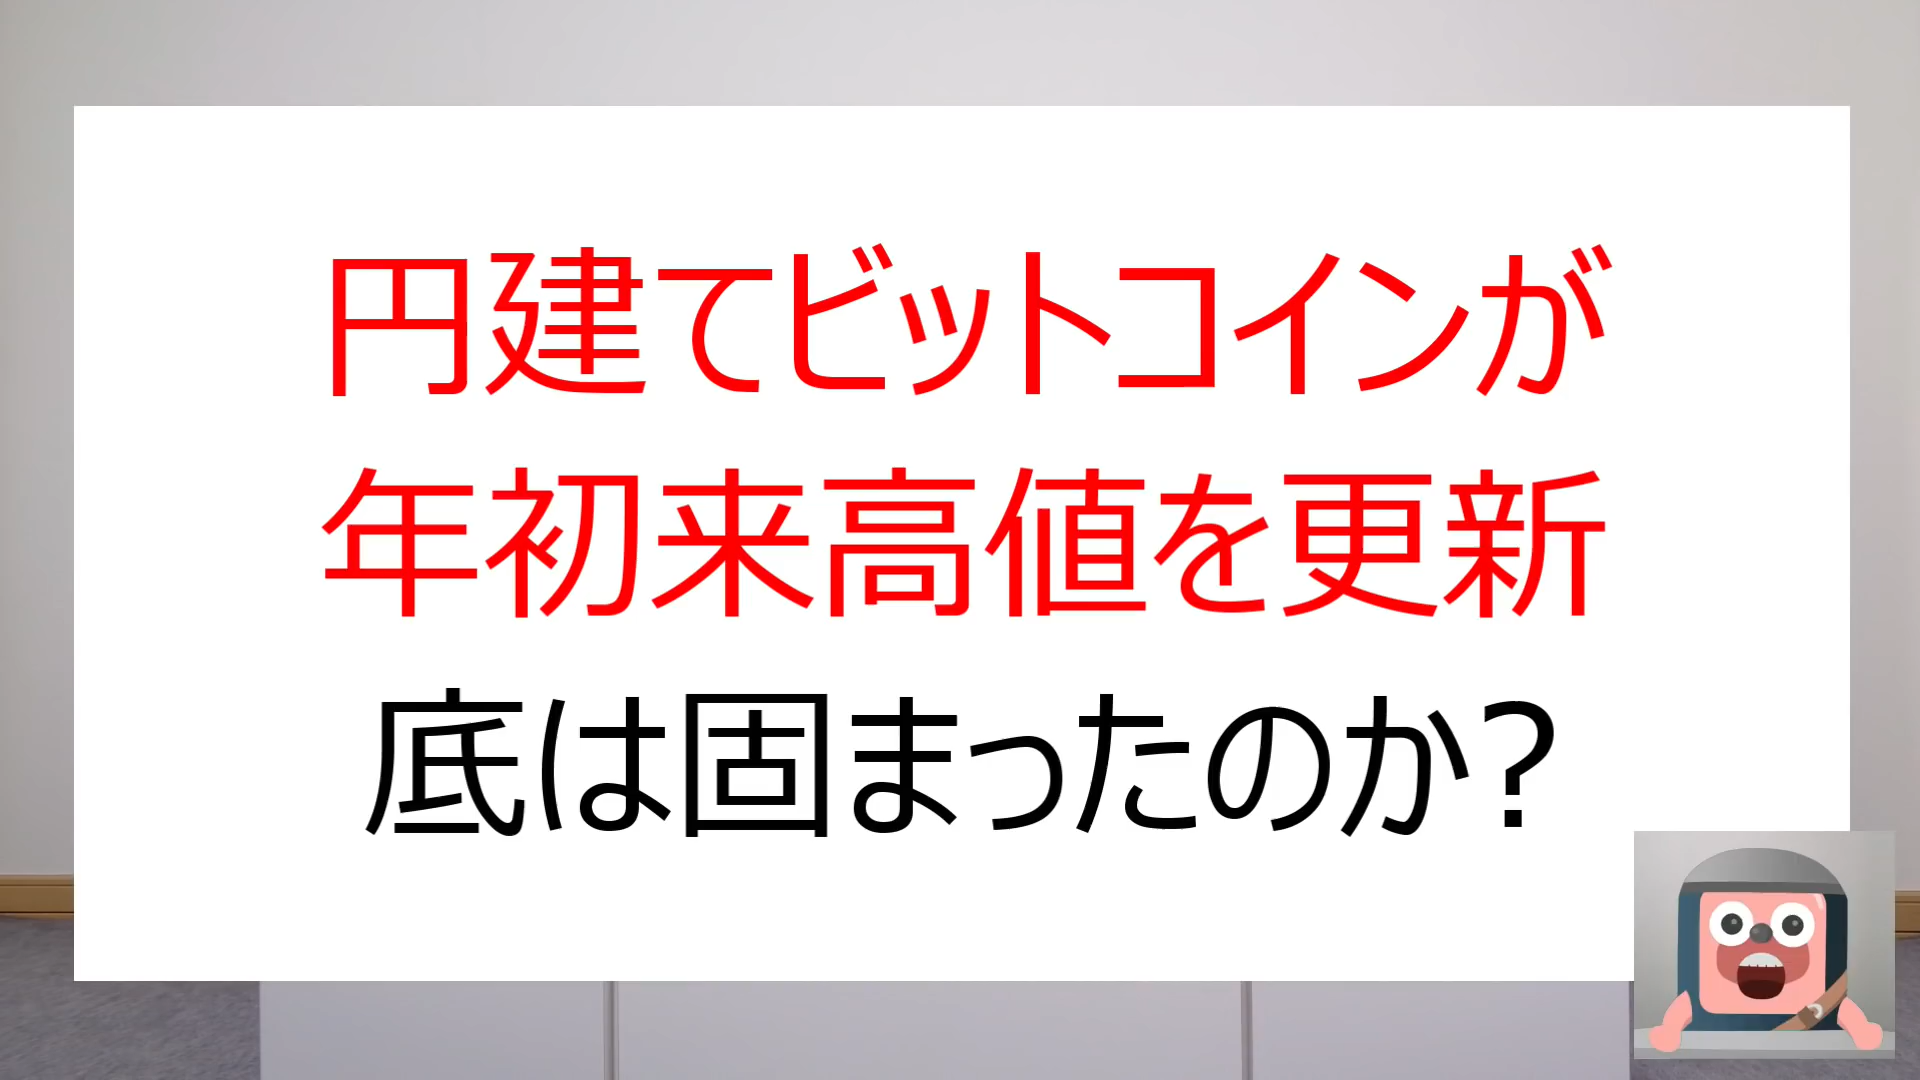 円建てビットコインが
年初来高値を更新
底は固まったのか?